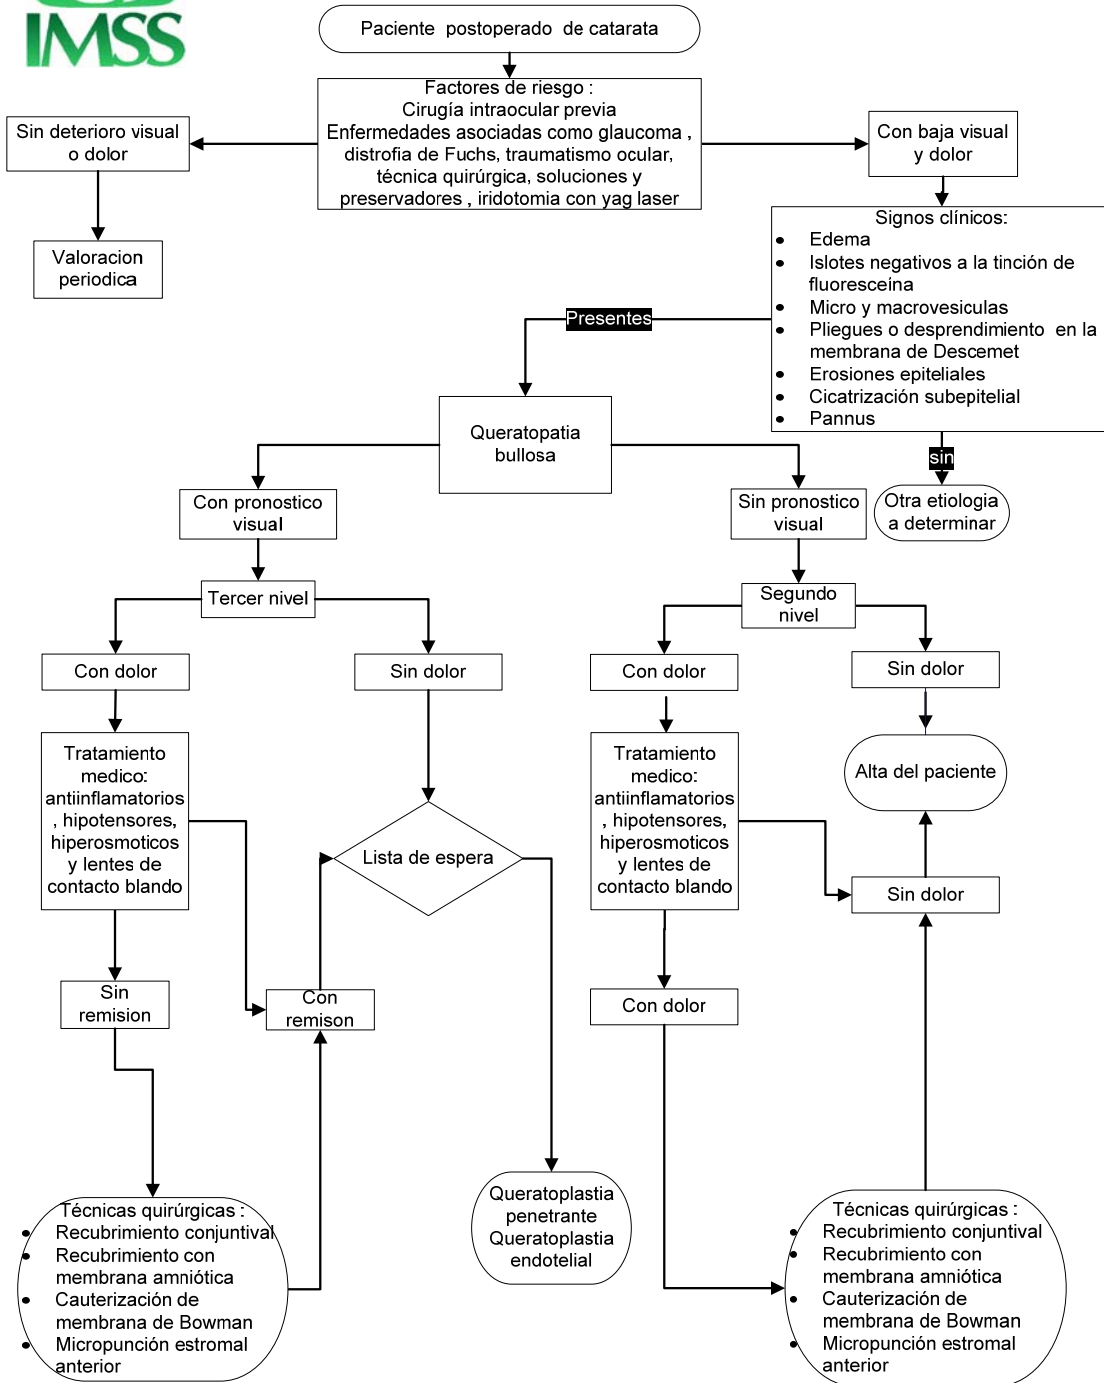 IMSS
Paciente postoperado de catarata
Factores de riesgo :
Cirugía intraocular previa
Enfermedades asociadas como glaucoma ,
distrofia de Fuchs, traumatismo ocular,
técnica quirúrgica, soluciones y
preservadores , iridotomia con yag laser
Sin deterioro visual
o dolor
Valoracion
periodica
Con baja visual
y dolor
Signos clínicos:
• Edema
• Islotes negativos a la tinción de
fluoresceína
• Micro y macrovesiculas
• Pliegues o desprendimiento en la
membrana de Descemet
• Erosiones epiteliales
• Cicatrización subepitelial
• Pannus
Presentes
sin
Otra etiologia
a determinar
Queratopatia
bullosa
Con pronostico
visual
Sin pronostico
visual
Tercer nivel
Segundo
nivel
Con dolor
Sin dolor
Con dolor
Sin dolor
Tratamiento
medico:
antiinflamatorios
, hipotensores,
hiperosmoticos
y lentes de
contacto blando
Lista de espera
Tratamiento
medico:
antiinflamatorios
, hipotensores,
hiperosmoticos
y lentes de
contacto blando
Alta del paciente
Sin dolor
Sin
remision
Con
remison
Con dolor
Técnicas quirúrgicas :
• Recubrimiento conjuntival
• Recubrimiento con
membrana amniótica
• Cauterización de
membrana de Bowman
• Micropunción estromal
anterior
Queratoplastia
penetrante
Queratoplastia
endotelial
Técnicas quirúrgicas :
• Recubrimiento conjuntival
• Recubrimiento con
membrana amniótica
• Cauterización de
membrana de Bowman
• Micropunción estromal
anterior